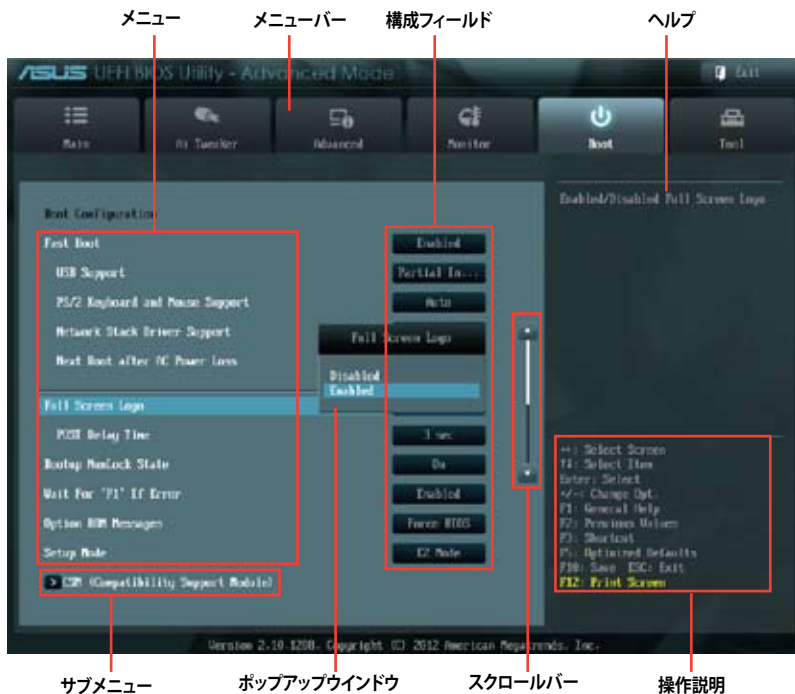 メニュー
メニューバー
構成フィールド
ヘルプ
ASUS UEFI BIOS Utility - Advanced Mode
Exit
Main
Ai Tweaker
Advanced
Monitor
Boot
Tool
Boot Configuration
Enabled/Disabled Full Screen Logo
Fast Boot
Enabled
USB Support
Partial In...
PS/2 Keyboard and Mouse Support
Auto
Network Stack Driver Support
Next Boot after AC Power Loss
Full Screen Logo
Disabled
Enabled
Full Screen Logo
POST Delay Time
3 sec
Bootup NumLock State
On
Wait For 'F1' If Error
Enabled
Option ROM Messages
Force BIOS
Setup Mode
EZ Mode
CSM (Compatibility Support Module)
→←: Select Screen
↑↓: Select Item
Enter: Select
+/-: Change Opt.
F1: General Help
F2: Previous Values
F3: Shortcut
F5: Optimized Defaults
F10: Save ESC: Exit
F12: Print Screen
Version 2.10.1208. Copyright (C) 2012 American Megatrends, Inc.
サブメニュー
ポップアップウインドウ
スクロールバー
操作説明